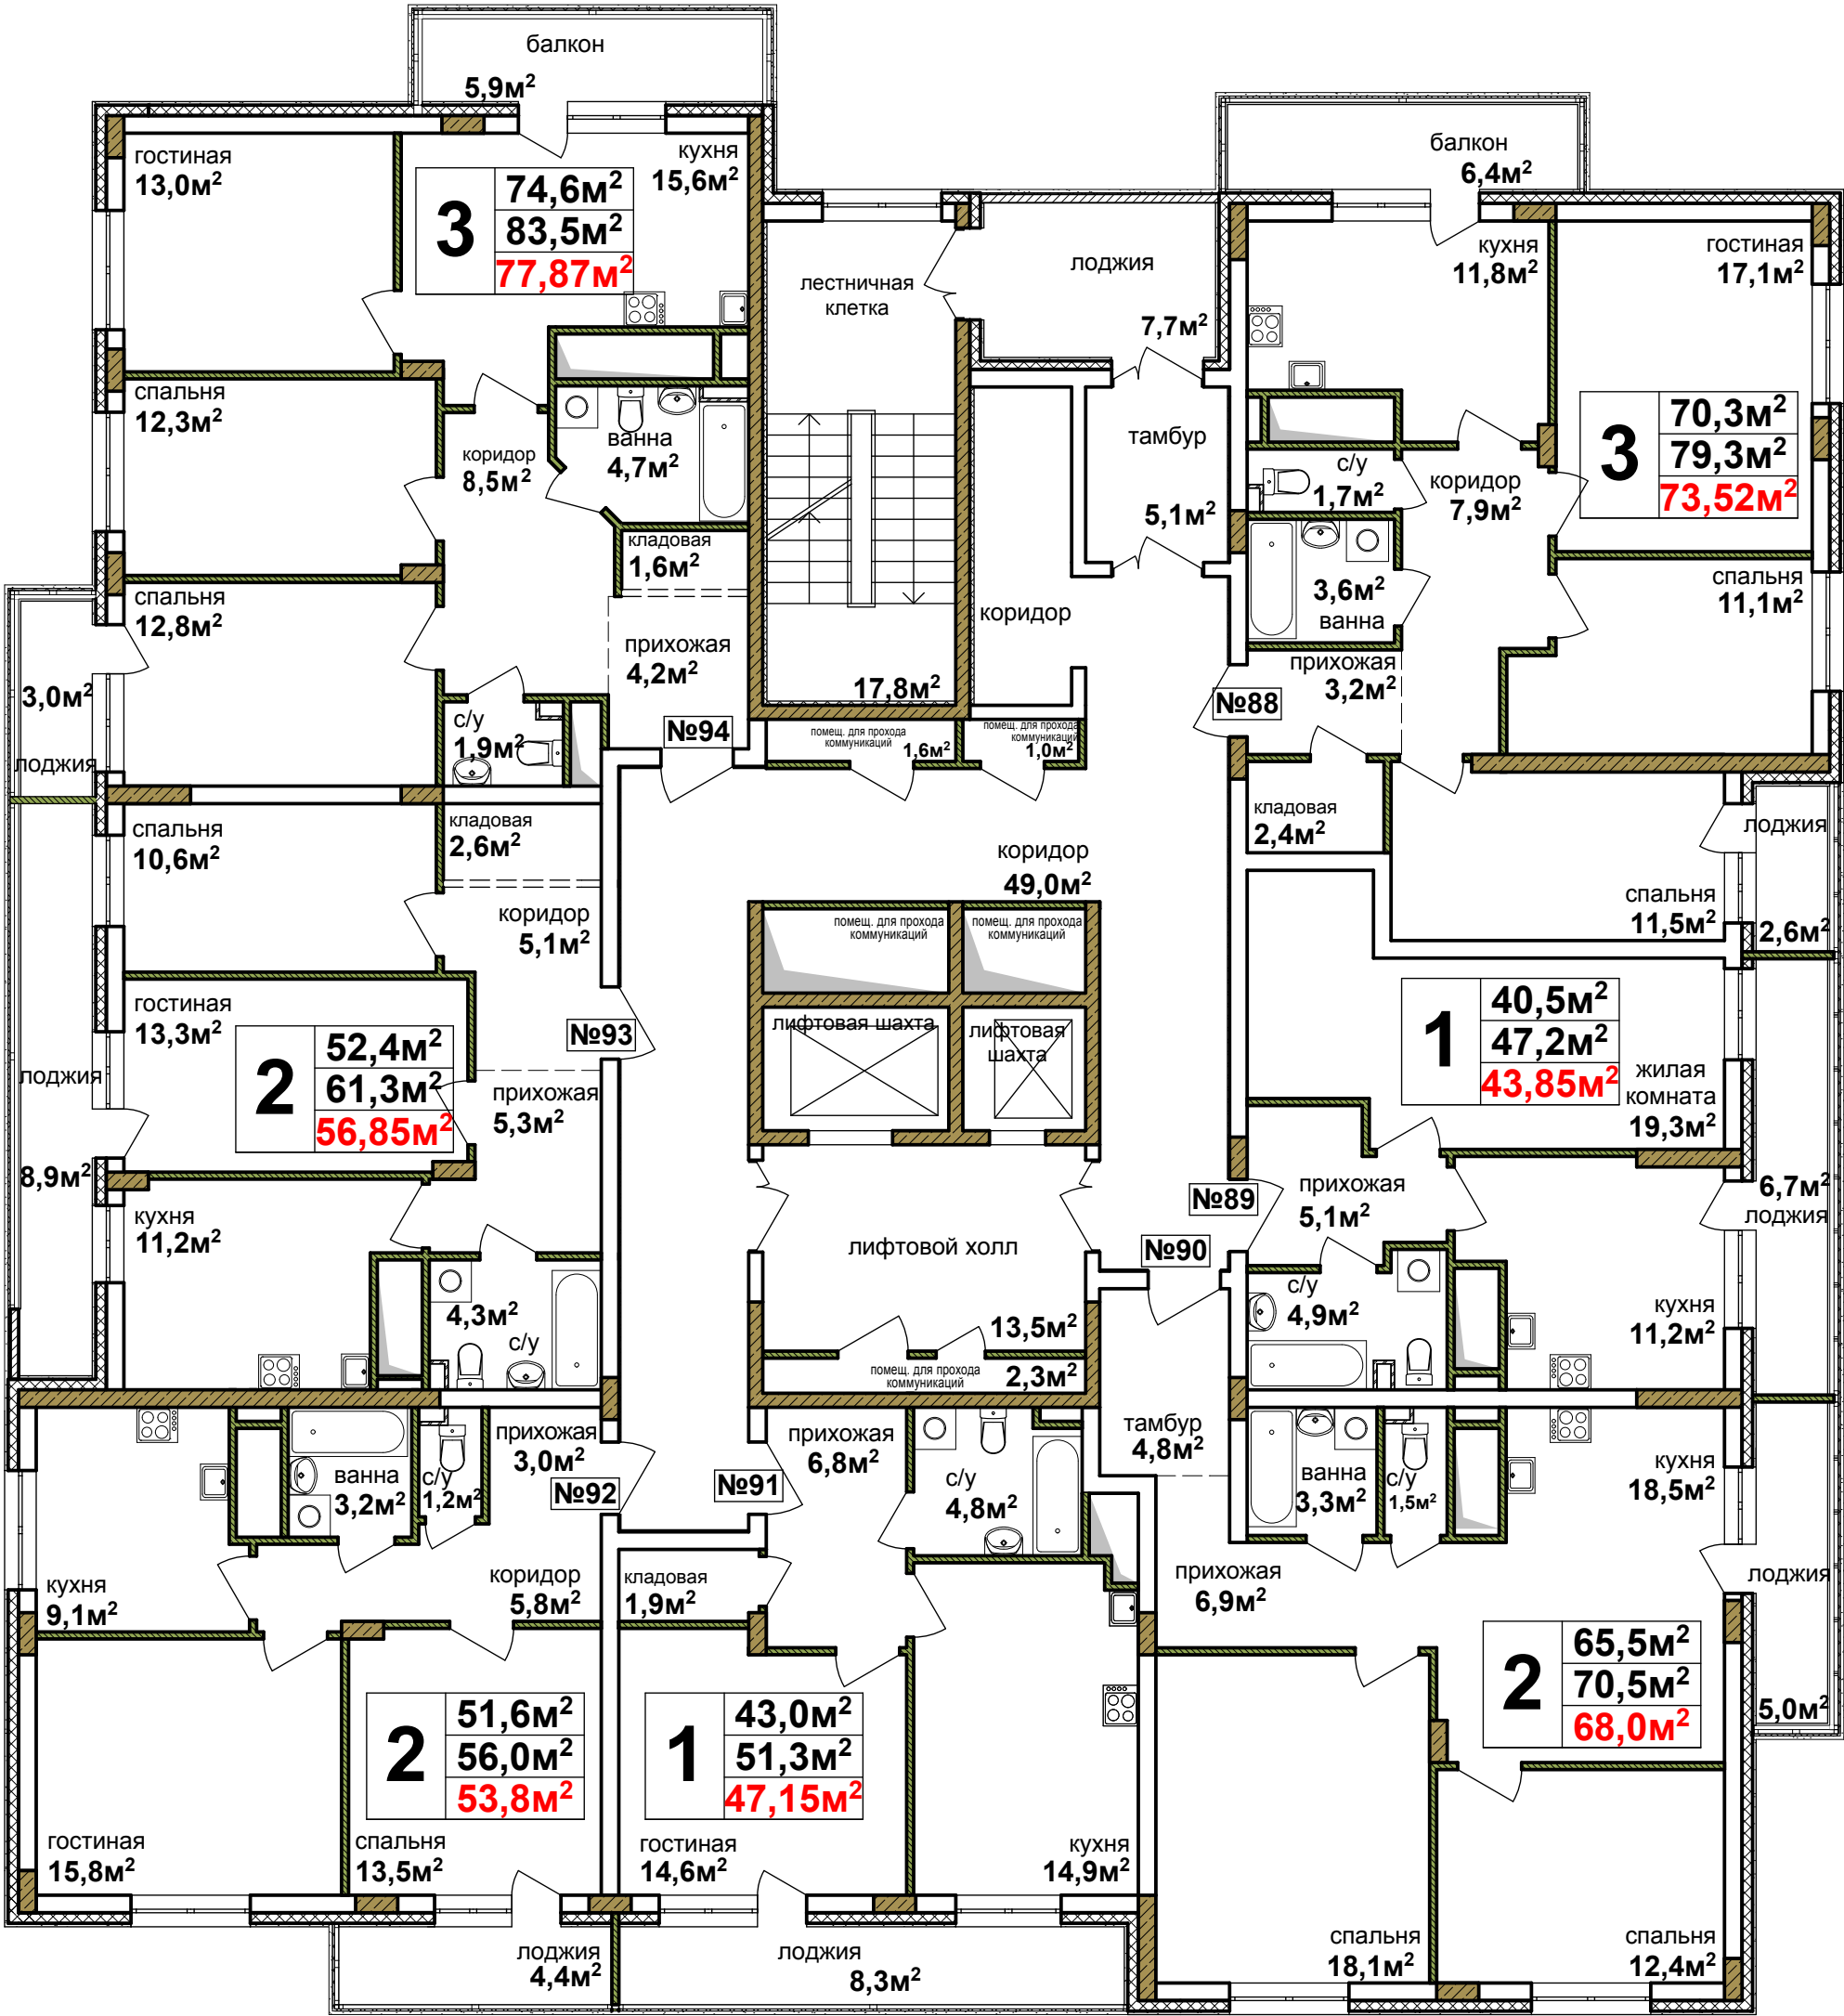 балкон
5,9м²
гостиная
13,0м²
кухня
15,6м²
3
74,6м²
83,5м²
77,87м²
спальня
12,3м²
коридор
8,5м²
ванна
4,7м²
кладовая
1,6м²
спальня
12,8м²
прихожая
4,2м²
3,0м²
лоджия
с/у
1,9м²
№94
лестничная
клетка
17,8м²
лоджия
7,7м²
тамбур
5,1м²
коридор
помещ. для прохода
коммуникаций
1,6м²
помещ. для прохода
коммуникаций
1,0м²
балкон
6,4м²
кухня
11,8м²
гостиная
17,1м²
3
70,3м²
79,3м²
73,52м²
с/у
1,7м²
коридор
7,9м²
3,6м²
ванна
спальня
11,1м²
прихожая
3,2м²
№88
кладовая
2,4м²
лоджия
спальня
11,5м²
2,6м²
спальня
10,6м²
кладовая
2,6м²
коридор
5,1м²
гостиная
13,3м²
2
52,4м²
61,3м²
56,85м²
№93
прихожая
5,3м²
лоджия
8,9м²
кухня
11,2м²
4,3м²
с/у
коридор
49,0м²
помещ. для прохода
коммуникаций
помещ. для прохода
коммуникаций
лифтовая шахта
лифтовая
шахта
лифтовой холл
13,5м²
помещ. для прохода
коммуникаций
2,3м²
1
40,5м²
47,2м²
43,85м²
жилая
комната
19,3м²
№89
прихожая
5,1м²
6,7м²
лоджия
№90
с/у
4,9м²
кухня
11,2м²
прихожая
3,0м²
ванна
3,2м²
с/у
1,2м²
№92
кухня
9,1м²
коридор
5,8м²
2
51,6м²
56,0м²
53,8м²
гостиная
15,8м²
спальня
13,5м²
лоджия
4,4м²
прихожая
6,8м²
№91
с/у
4,8м²
кладовая
1,9м²
1
43,0м²
51,3м²
47,15м²
гостиная
14,6м²
кухня
14,9м²
лоджия
8,3м²
тамбур
4,8м²
ванна
3,3м²
с/у
1,5м²
кухня
18,5м²
прихожая
6,9м²
лоджия
2
65,5м²
70,5м²
68,0м²
5,0м²
спальня
18,1м²
спальня
12,4м²